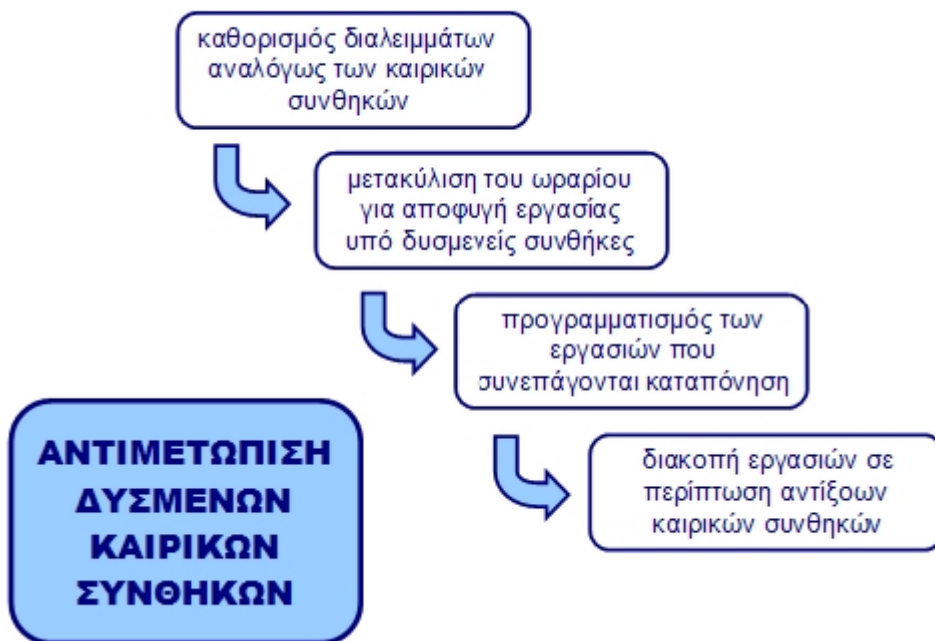 καθορισμός διαλειμμάτων
αναλόγως των καιρικών
συνθηκών
μετακύλιση του ωραρίου
για αποφυγή εργασίας
υπό δυσμενείς συνθήκες
προγραμματισμός των
εργασιών που
συνεπάγονται καταπόνηση
διακοπή εργασιών σε
περίπτωση αντίξοων
καιρικών συνθηκών
ΑΝΤΙΜΕΤΩΠΙΣΗ
ΔΥΣΜΕΝΩΝ
ΚΑΙΡΙΚΩΝ
ΣΥΝΘΗΚΩΝ